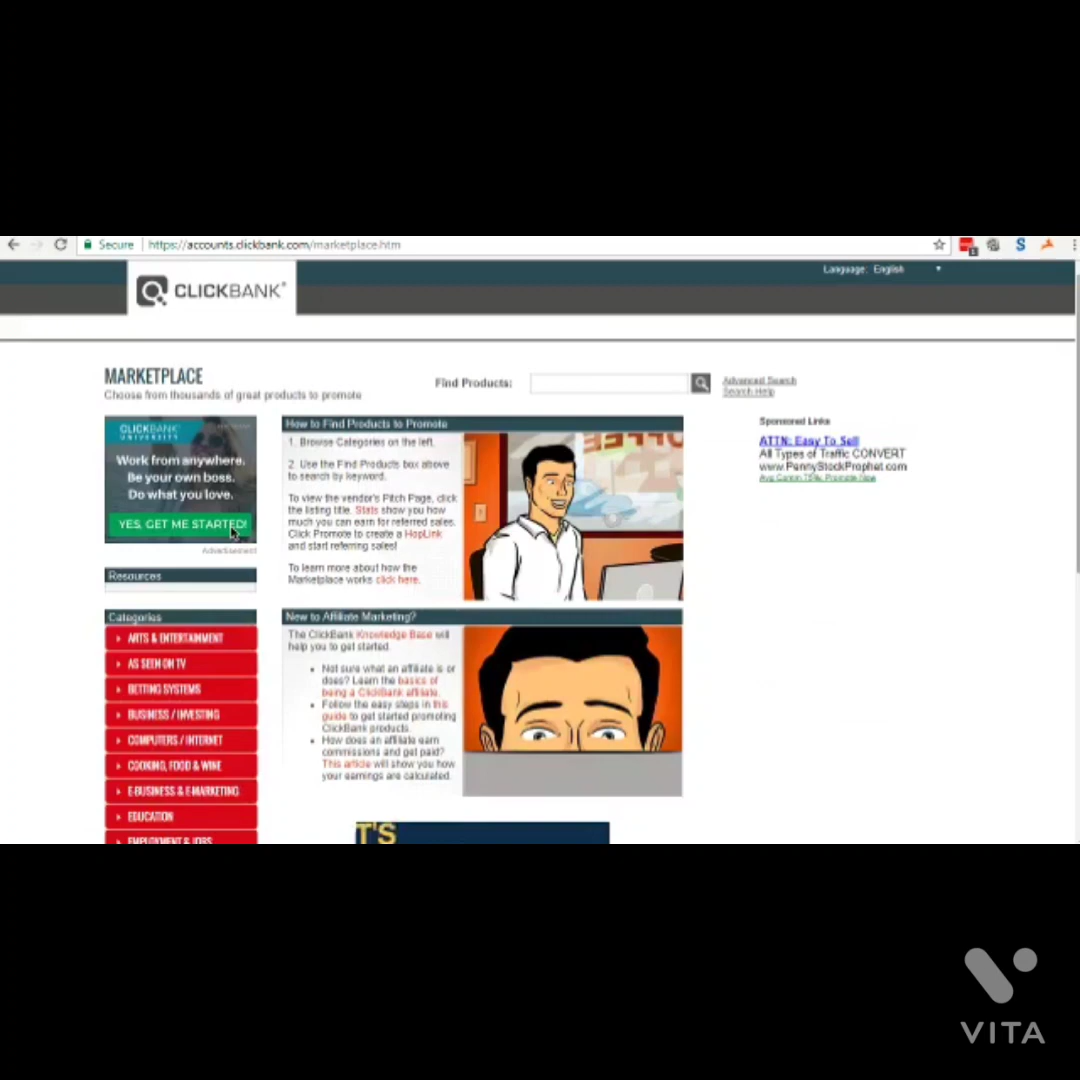 Secure
https://accounts.clickbank.com/marketplace.htm
Language: English
CLICKBANK
MARKETPLACE
Choose from thousands of great products to promote
Find Products:
Advanced Search
Search Help
CLICKBANK
UNIVERSITY
Work from anywhere.
Be your own boss.
Do what you love.
YES, GET ME STARTED!
Advertisement
Resources
Categories
ARTS & ENTERTAINMENT
AS SEEN ON TV
BETTING SYSTEMS
BUSINESS / INVESTING
COMPUTERS / INTERNET
COOKING, FOOD & WINE
E-BUSINESS & E-MARKETING
EDUCATION
EMPLOYMENT & JOBS
How to Find Products to Promote
1. Browse Categories on the left.
2. Use the Find Products box above
to search by keyword.
To view the vendor's Pitch Page, click
the listing title. Stats show you how
much you can earn for referred sales.
Click Promote to create a HopLink
and start referring sales!
To learn more about how the
Marketplace works click here.
New to Affiliate Marketing?
The ClickBank Knowledge Base will
help you to get started.
Not sure what an affiliate is or
does? Learn the basics of
being a ClickBank affiliate.
Follow the easy steps in this
guide to get started promoting
ClickBank products.
How does an affiliate earn
commissions and get paid?
This article will show you how
your earnings are calculated.
Sponsored Links
ATTN: Easy To Sell
All Types of Traffic CONVERT
www.PennyStockProphet.com
Avg Comm 75%. Promote Now
T'S
VITA